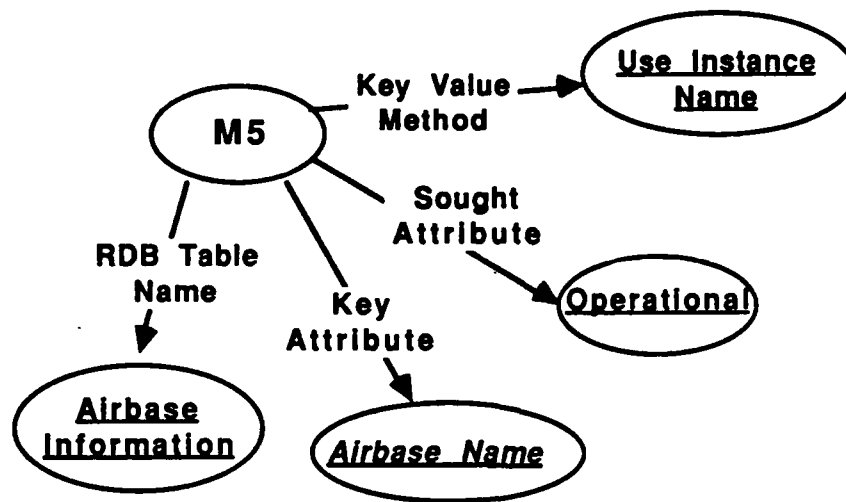 Use Instance
Name
Key Value
Method
M5
Sought
Attribute
RDB Table
Name
Key
Attribute
Operational
Airbase
Information
Airbase Name